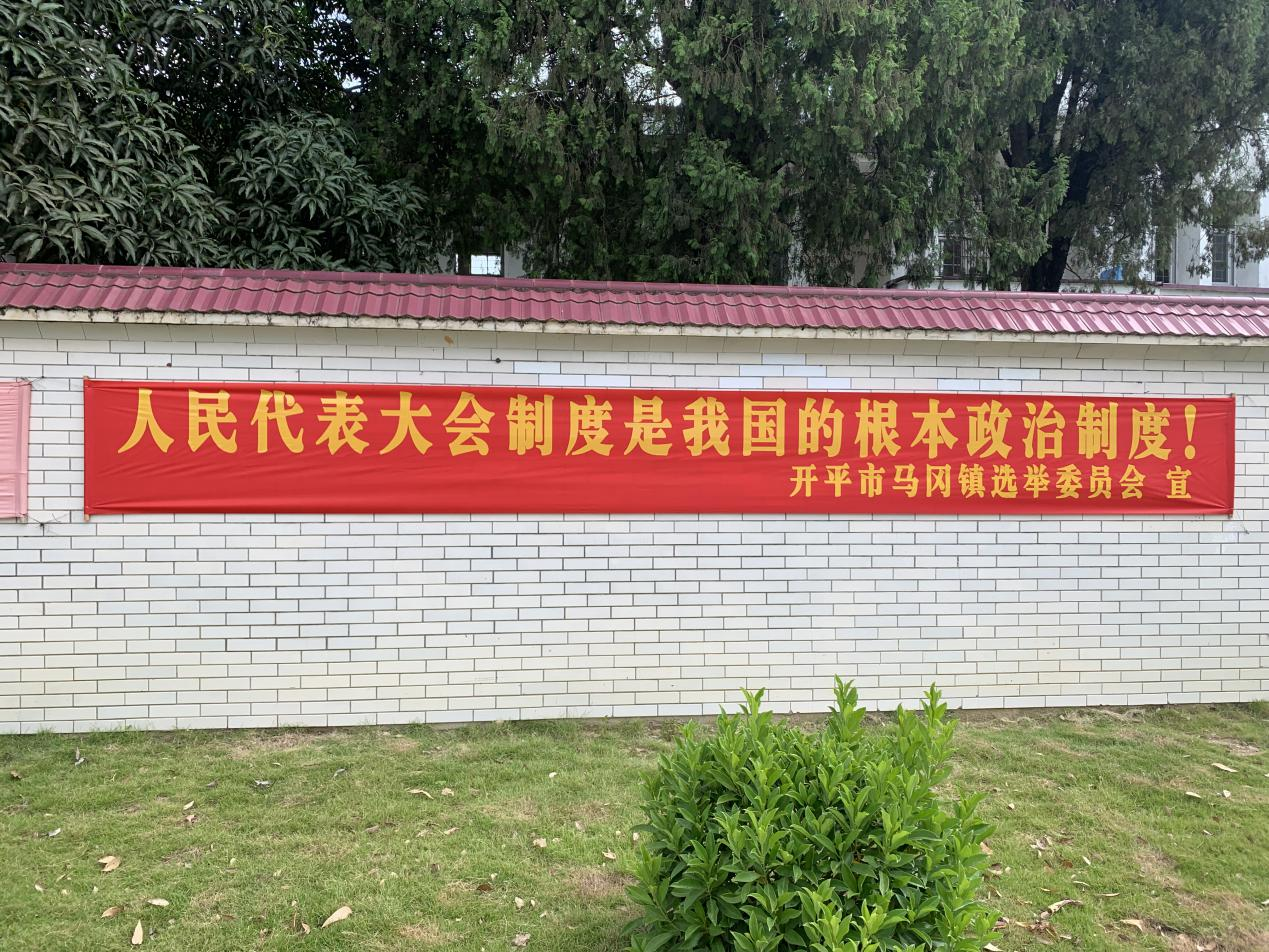 人民代表大会制度是我国的根本政治制度！
开平市马冈镇选举委员会 宣